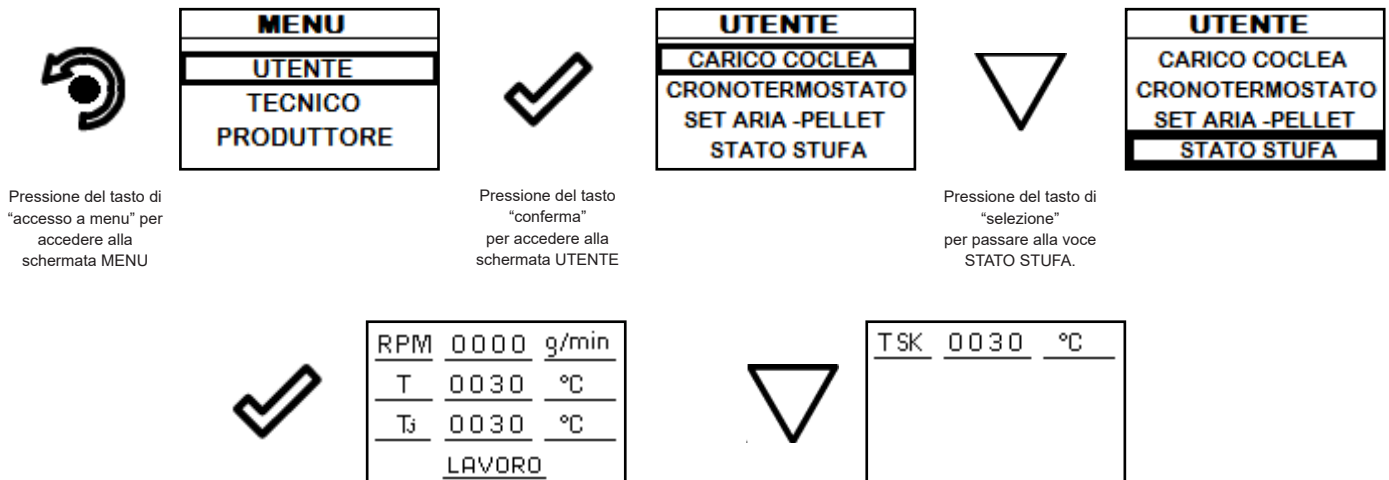 MENU
UTENTE
TECNICO
PRODUTTORE
UTENTE
CARICO COCLEA
CRONOTERMOSTATO
SET ARIA -PELLET
STATO STUFA
UTENTE
CARICO COCLEA
CRONOTERMOSTATO
SET ARIA -PELLET
STATO STUFA
Pressione del tasto di
“accesso a menu” per
accedere alla
schermata MENU
Pressione del tasto
“conferma”
per accedere alla
schermata UTENTE
Pressione del tasto di
“selezione”
per passare alla voce
STATO STUFA.
RPM 0000 g/min
T 0030 °C
Tj 0030 °C
LAVORO
TSK 0030 °C